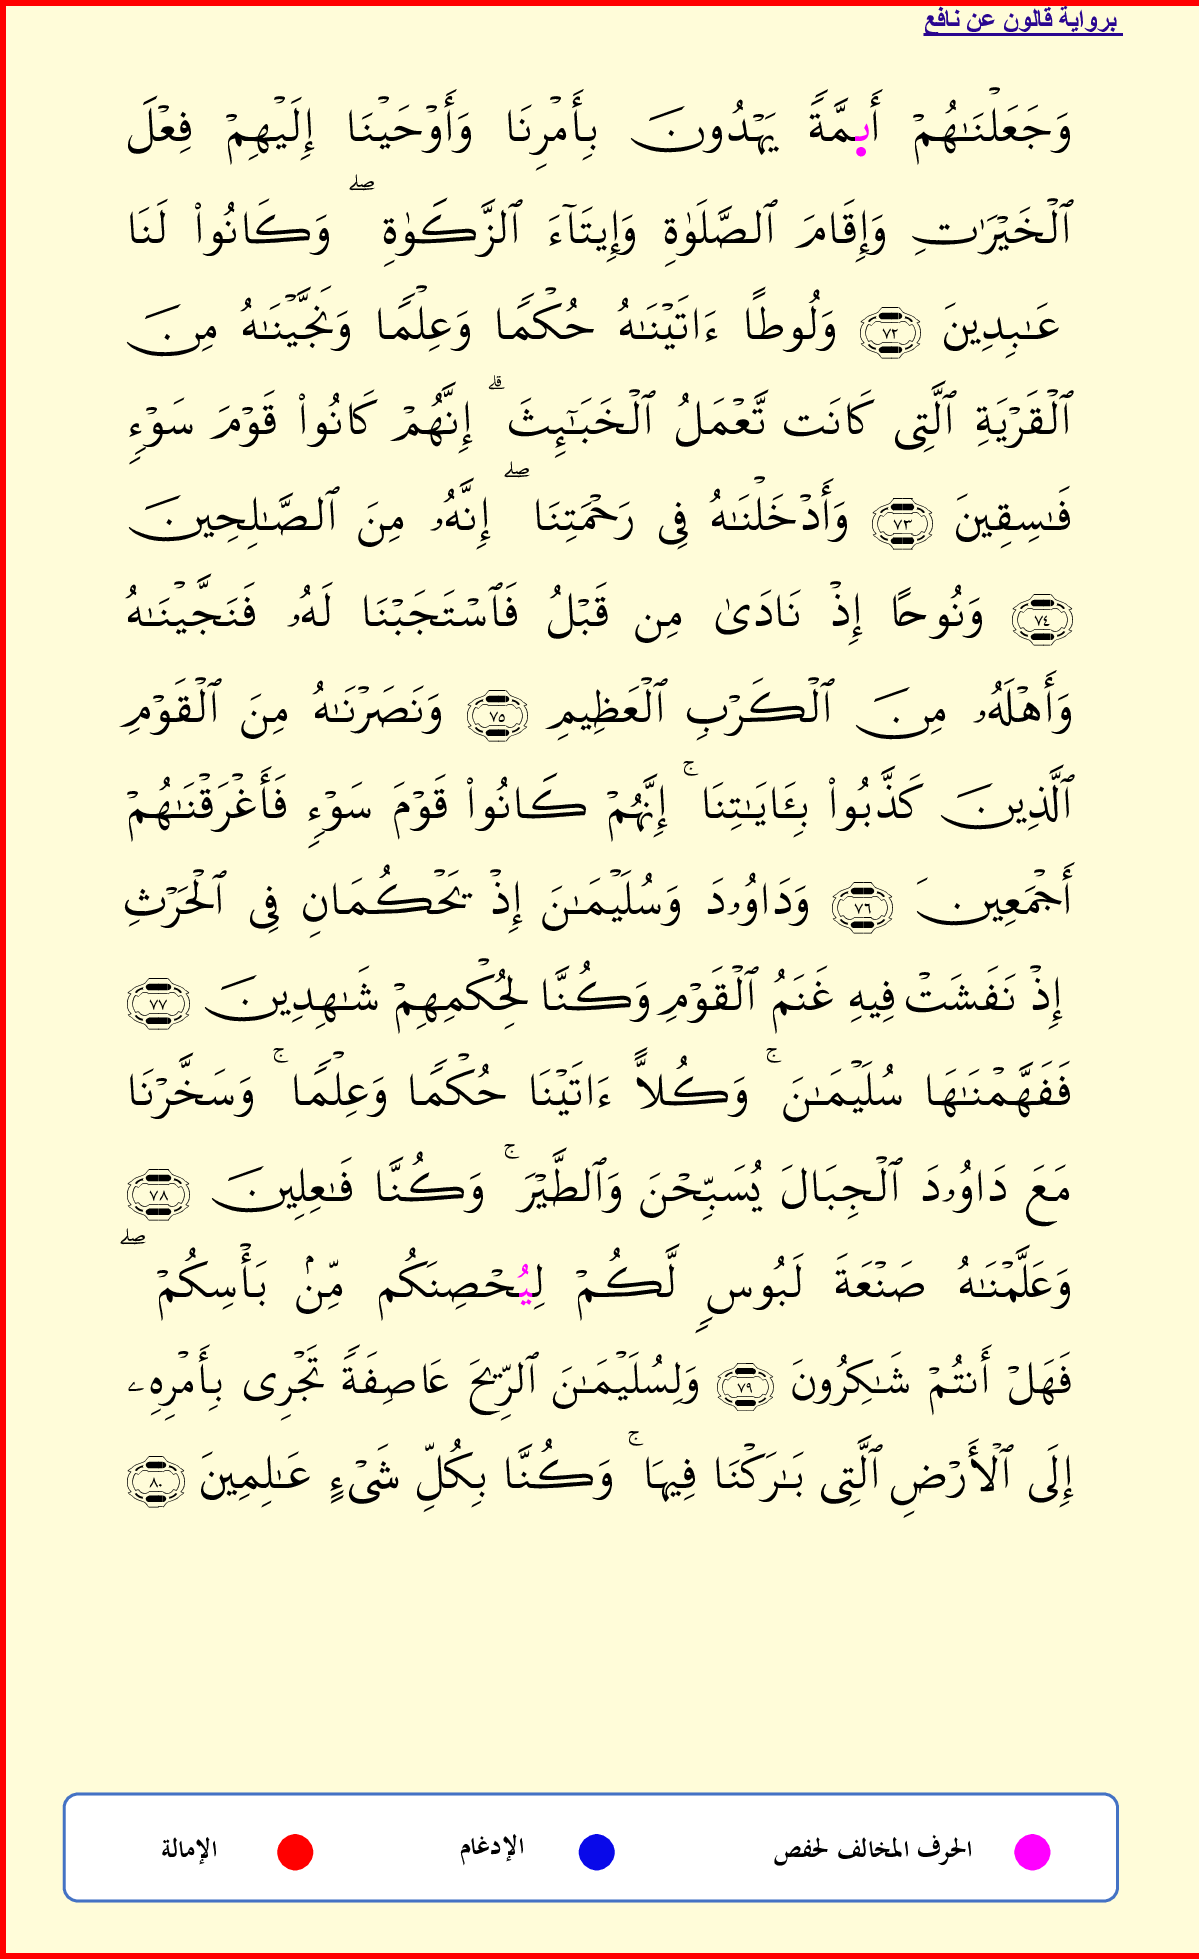 برواية قالون عن نافع
وَجَعَلْنَـٰهُمْ أَىِٕمَّةً يَهْدُونَ بِأَمْرِنَا وَأَوْحَيْنَا إِلَيْهِمْ فِعْلَ
ٱلْخَيْرَٰتِ وَإِقَامَ ٱلصَّلَوٰةِ وَإِيتَآءَ ٱلزَّكَوٰةِ ۖ وَكَانُوا۟ لَنَا
عَـٰبِدِينَ ٧٢ وَلُوطًا ءَاتَيْنَـٰهُ حُكْمًا وَعِلْمًا وَنَجَّيْنَـٰهُ مِنَ
ٱلْقَرْيَةِ ٱلَّتِى كَانَت تَّعْمَلُ ٱلْخَبَـٰٓئِثَ ۗ إِنَّهُمْ كَانُوا۟ قَوْمَ سَوْءٍ
فَـٰسِقِينَ ٧٣ وَأَدْخَلْنَـٰهُ فِى رَحْمَتِنَا ۖ إِنَّهُۥ مِنَ ٱلصَّـٰلِحِينَ
٧٤ وَنُوحًا إِذْ نَادَىٰ مِن قَبْلُ فَٱسْتَجَبْنَا لَهُۥ فَنَجَّيْنَـٰهُ
وَأَهْلَهُۥ مِنَ ٱلْكَرْبِ ٱلْعَظِيمِ ٧٥ وَنَصَرْنَـٰهُ مِنَ ٱلْقَوْمِ
ٱلَّذِينَ كَذَّبُوا۟ بِـَٔايَـٰتِنَا ۚ إِنَّهُمْ كَانُوا۟ قَوْمَ سَوْءٍ فَأَغْرَقْنَـٰهُمْ
أَجْمَعِينَ ٧٦ وَدَاوُۥدَ وَسُلَيْمَـٰنَ إِذْ يَحْكُمَانِ فِى ٱلْحَرْثِ
إِذْ نَفَشَتْ فِيهِ غَنَمُ ٱلْقَوْمِ وَكُنَّا لِحُكْمِهِمْ شَـٰهِدِينَ ٧٧
فَفَهَّمْنَـٰهَا سُلَيْمَـٰنَ ۚ وَكُلاًّ ءَاتَيْنَا حُكْمًا وَعِلْمًا ۚ وَسَخَّرْنَا
مَعَ دَاوُۥدَ ٱلْجِبَالَ يُسَبِّحْنَ وَٱلطَّيْرَ ۚ وَكُنَّا فَـٰعِلِينَ ٧٨
وَعَلَّمْنَـٰهُ صَنْعَةَ لَبُوسٍ لَّكُمْ لِيُحْصِنَكُم مِّنۢ بَأْسِكُمْ ۖ
فَهَلْ أَنتُمْ شَـٰكِرُونَ ٧٩ وَلِسُلَيْمَـٰنَ ٱلرِّيحَ عَاصِفَةً تَجْرِى بِأَمْرِهِۦ
إِلَى ٱلْأَرْضِ ٱلَّتِى بَـٰرَكْنَا فِيهَا ۚ وَكُنَّا بِكُلِّ شَىْءٍ عَـٰلِمِينَ ٨٠
الحرف المخالف لحفص الإدغام الإمالة